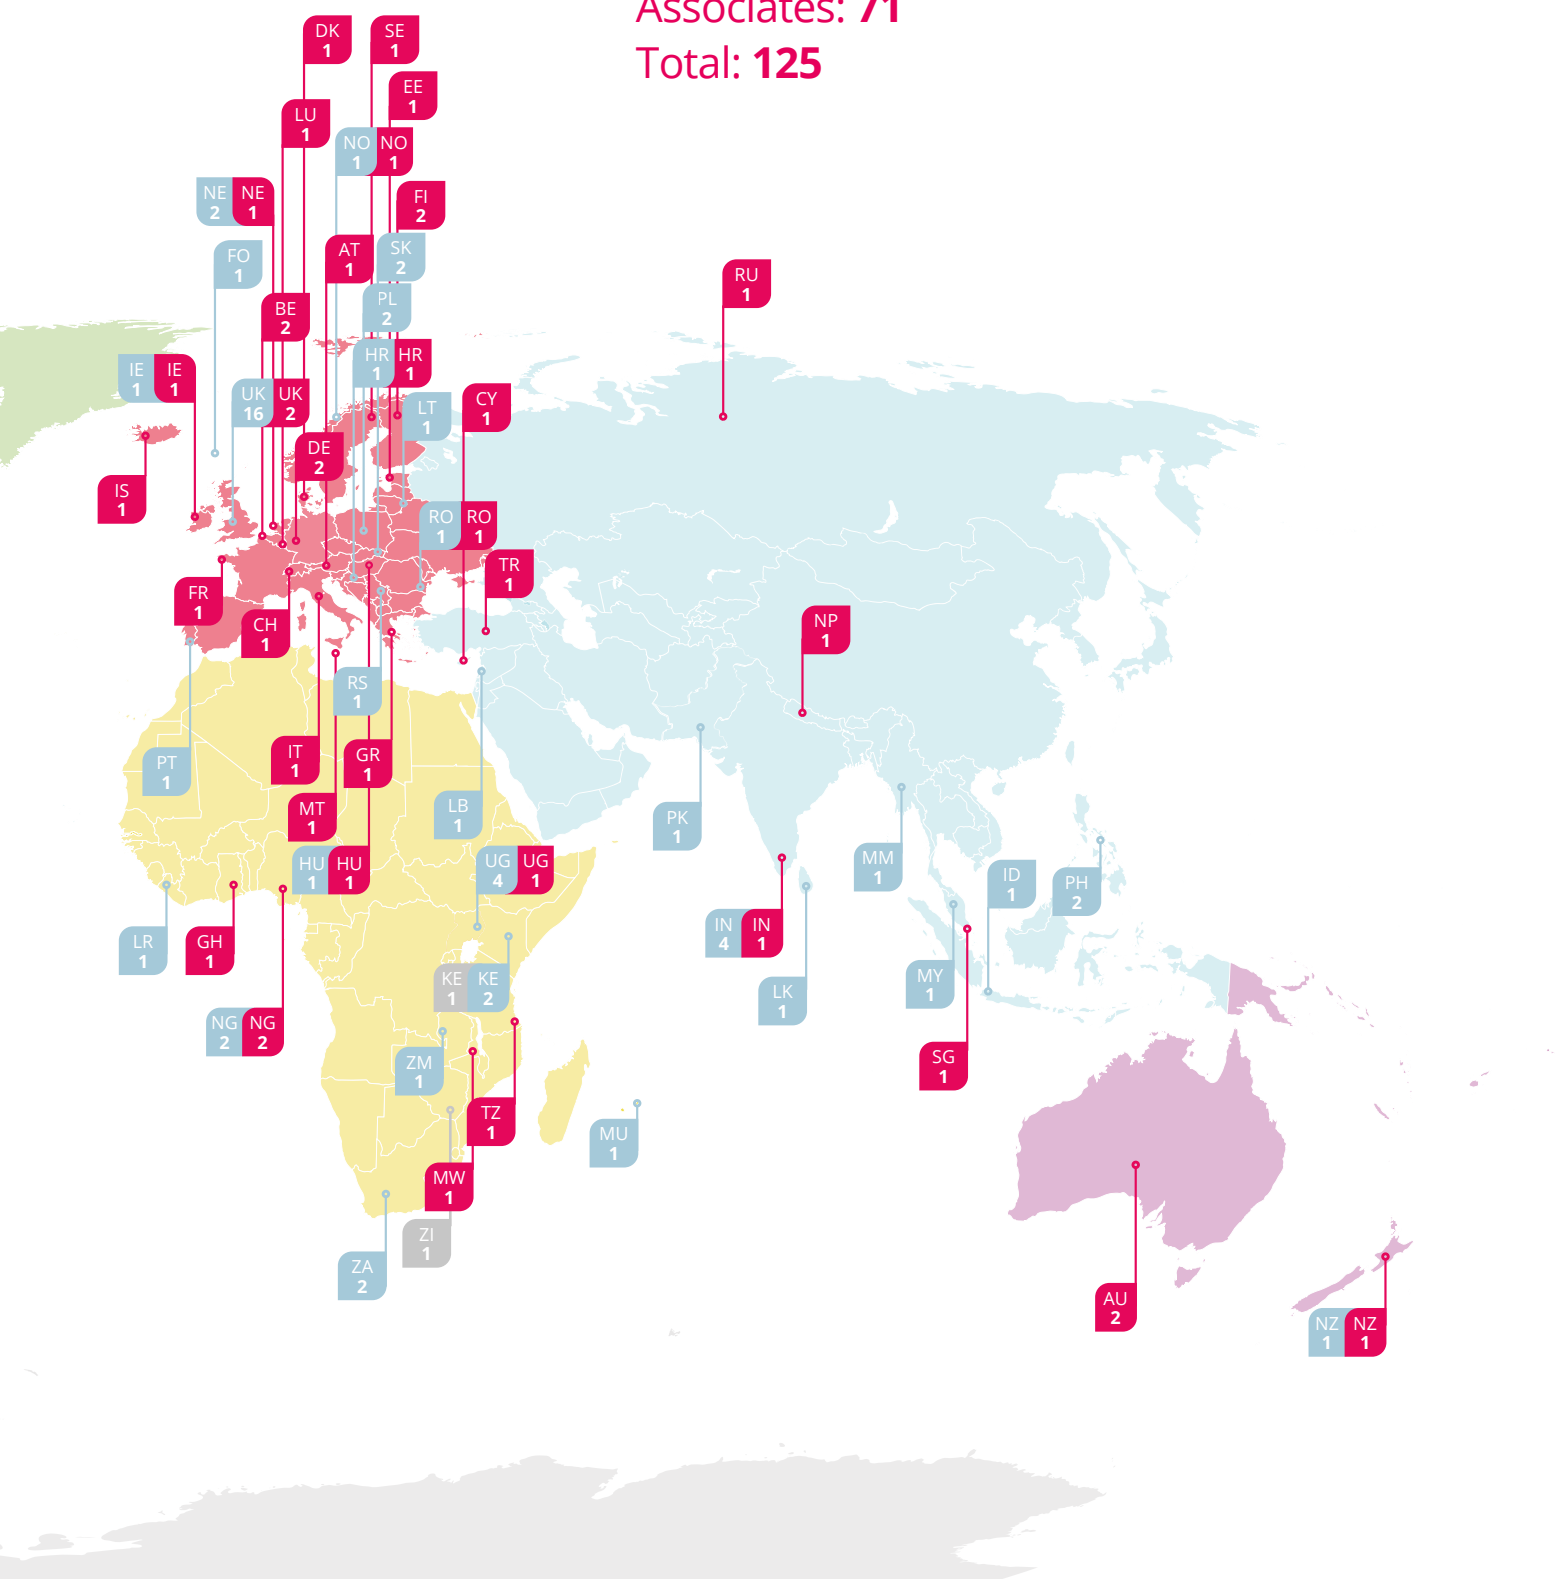 Associates: 71
Total: 125
DK
1
SE
1
EE
1
LU
1
NO
1
NO
1
NE
2
NE
1
FI
2
FO
1
AT
1
SK
2
RU
1
BE
2
PL
2
IE
1
IE
1
HR
1
HR
1
UK
16
UK
2
CY
1
LT
1
DE
2
IS
1
RO
1
RO
1
TR
1
FR
1
CH
1
NP
1
RS
1
PT
1
IT
1
GR
1
MT
1
LB
1
PK
1
HU
1
HU
1
UG
4
UG
1
MM
1
ID
1
PH
2
LR
1
GH
1
IN
4
IN
1
KE
1
KE
2
LK
1
MY
1
NG
2
NG
2
ZM
1
SG
1
TZ
1
MU
1
MW
1
ZI
1
ZA
2
AU
2
NZ
1
NZ
1